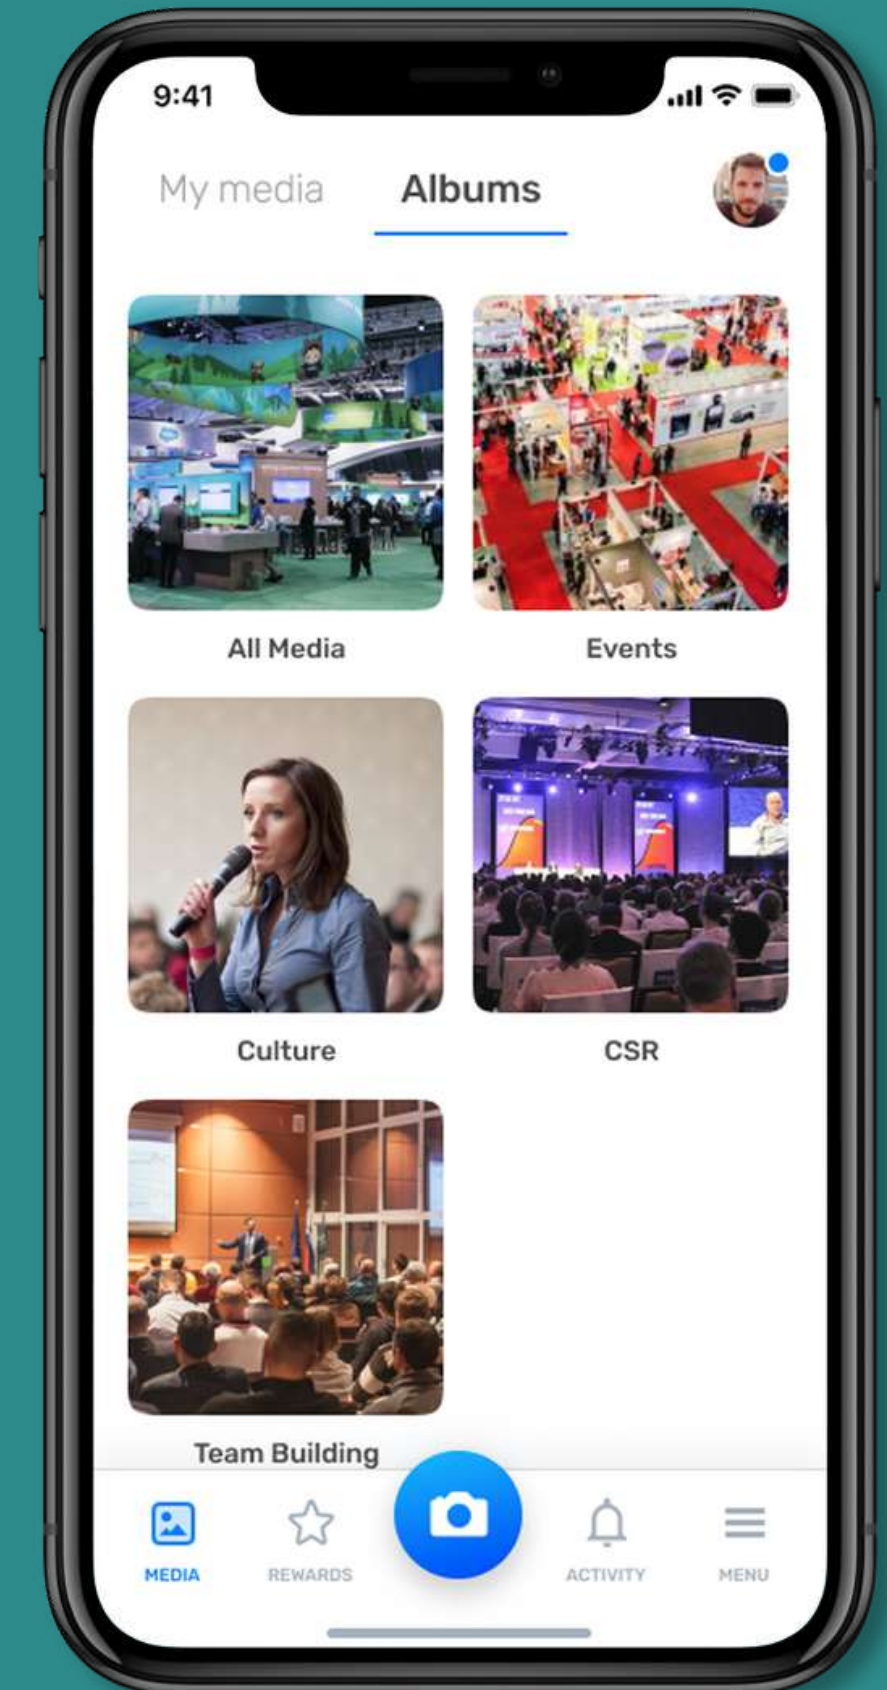 9:41
My media
Albums
All Media
Events
Culture
CSR
Team Building
MEDIA
REWARDS
ACTIVITY
MENU